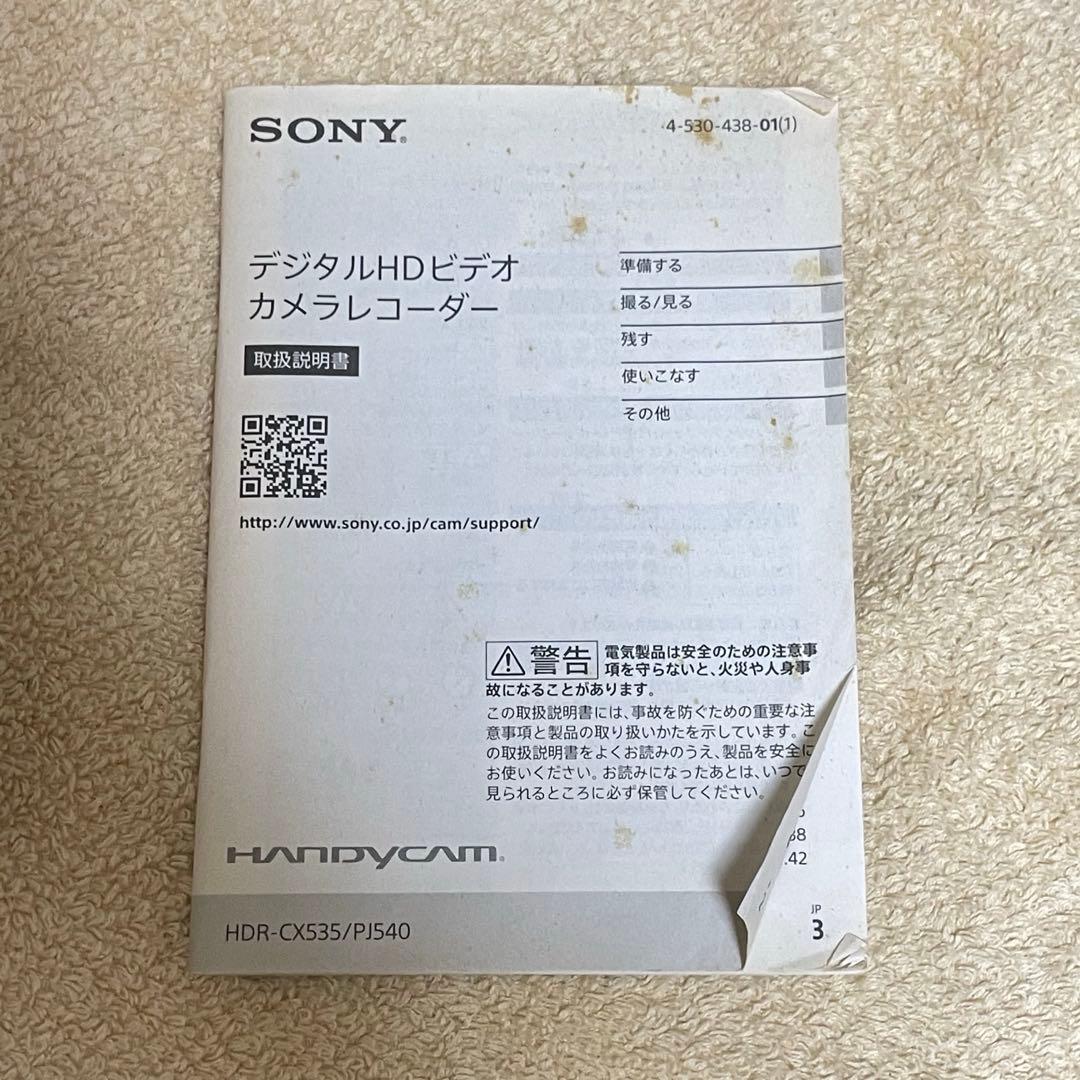 SONY®
4-530-438-01(1)
デジタルHDビデオ
カメラレコーダー
取扱説明書
http://www.sony.co.jp/cam/support/
準備する
撮る/見る
残す
使いこなす
その他
警告
電気製品は安全のための注意事
項を守らないと、火災や人身事
故になることがあります。
この取扱説明書には、事故を防ぐための重要な注
意事項と製品の取り扱いかたを示しています。こ
の取扱説明書をよくお読みのうえ、製品を安全に
お使いください。お読みになったあとは、いつで
見られるところに必ず保管してください。
HANDYCAM®
HDR-CX535/PJ540
38
42
JP
3